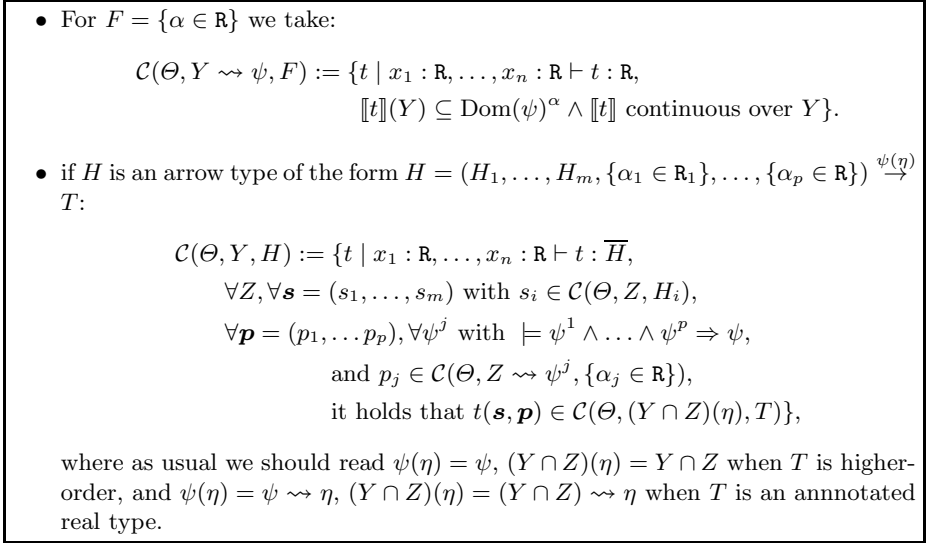 • For F = {α ∈ R} we take:
𝒞(Θ, Y ⇝ ψ, F) := {t | x₁ : R, . . . , xₙ : R ⊢ t : R,
⟦t⟧(Y) ⊆ Dom(ψ)^α ∧ ⟦t⟧ continuous over Y}.
• if H is an arrow type of the form H = (H₁, . . . , Hₘ, {α₁ ∈ R₁}, . . . , {αₚ ∈ R}) →^{ψ(η)}
T:
𝒞(Θ, Y, H) := {t | x₁ : R, . . . , xₙ : R ⊢ t : H̅,
∀Z, ∀𝒔 = (s₁, . . . , sₘ) with sᵢ ∈ 𝒞(Θ, Z, Hᵢ),
∀𝒑 = (p₁, . . . pₚ), ∀ψʲ with ⊨ ψ¹ ∧ . . . ∧ ψᵖ ⇒ ψ,
and pⱼ ∈ 𝒞(Θ, Z ⇝ ψʲ, {αⱼ ∈ R}),
it holds that t(𝒔, 𝒑) ∈ 𝒞(Θ, (Y ∩ Z)(η), T)},
where as usual we should read ψ(η) = ψ, (Y ∩ Z)(η) = Y ∩ Z when T is higher-
order, and ψ(η) = ψ ⇝ η, (Y ∩ Z)(η) = (Y ∩ Z) ⇝ η when T is an annnotated
real type.